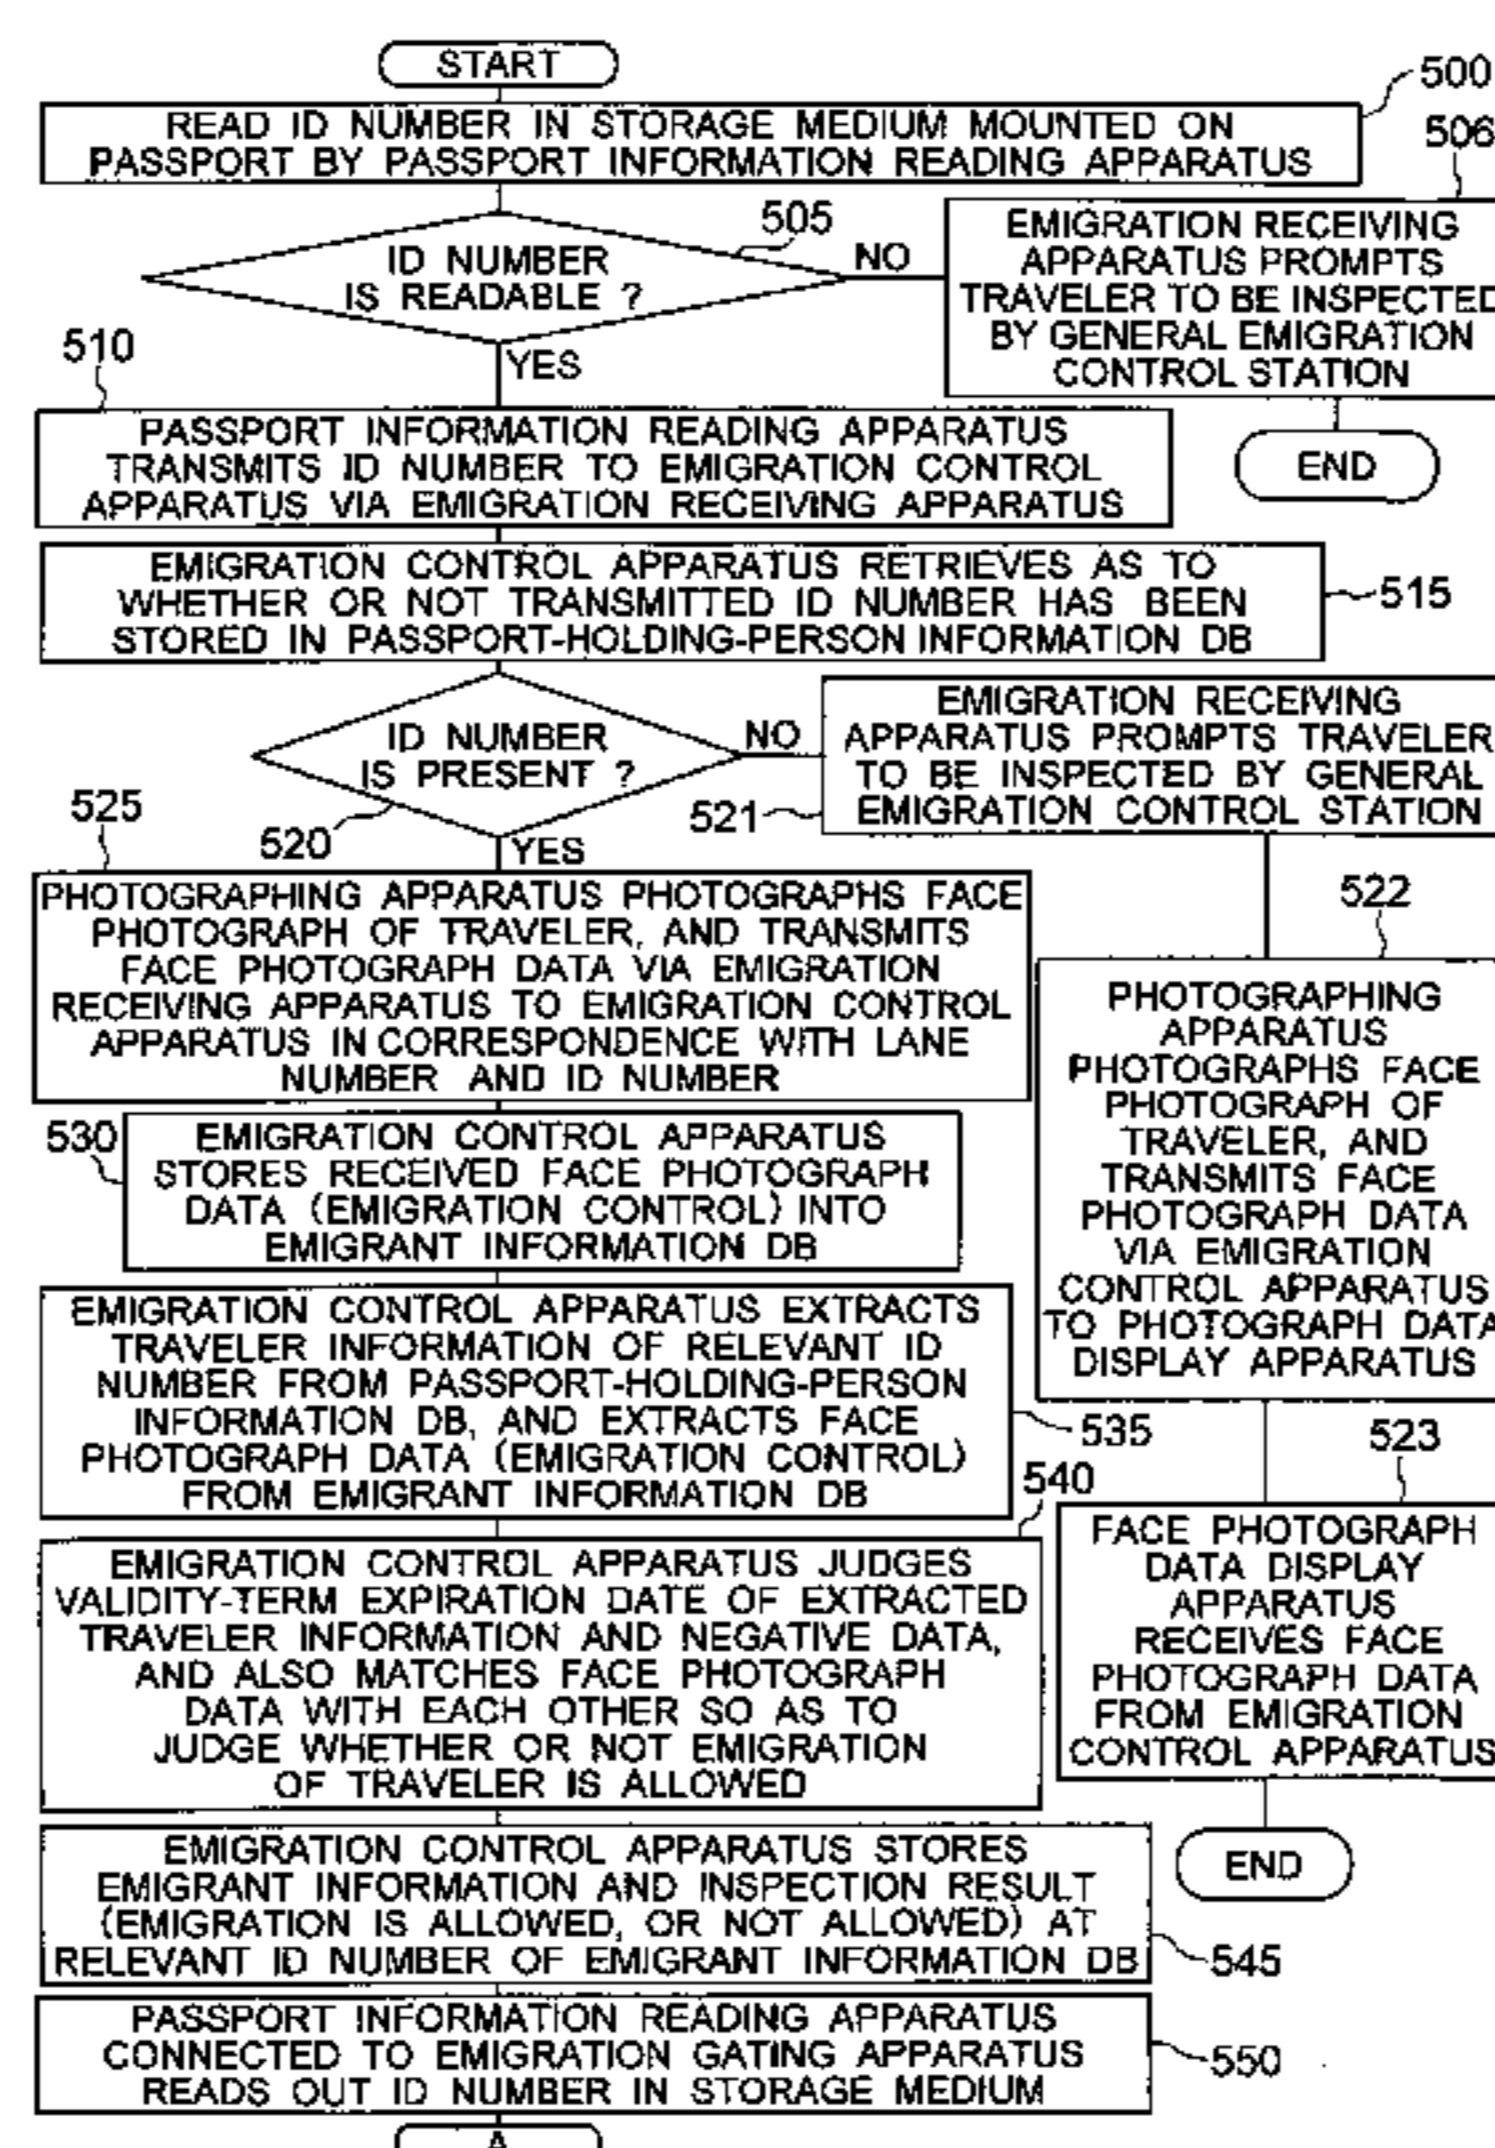 START
500
READ ID NUMBER IN STORAGE MEDIUM MOUNTED ON
PASSPORT BY PASSPORT INFORMATION READING APPARATUS
505
ID NUMBER
IS READABLE ?
NO
506
EMIGRATION RECEIVING
APPARATUS PROMPTS
TRAVELER TO BE INSPECTED
BY GENERAL EMIGRATION
CONTROL STATION
END
YES
510
PASSPORT INFORMATION READING APPARATUS
TRANSMITS ID NUMBER TO EMIGRATION CONTROL
APPARATUS VIA EMIGRATION RECEIVING APPARATUS
EMIGRATION CONTROL APPARATUS RETRIEVES AS TO
WHETHER OR NOT TRANSMITTED ID NUMBER HAS BEEN
STORED IN PASSPORT-HOLDING-PERSON INFORMATION DB
515
ID NUMBER
IS PRESENT ?
520
NO
521
EMIGRATION RECEIVING
APPARATUS PROMPTS TRAVELER
TO BE INSPECTED BY GENERAL
EMIGRATION CONTROL STATION
YES
525
PHOTOGRAPHING APPARATUS PHOTOGRAPHS FACE
PHOTOGRAPH OF TRAVELER, AND TRANSMITS
FACE PHOTOGRAPH DATA VIA EMIGRATION
RECEIVING APPARATUS TO EMIGRATION CONTROL
APPARATUS IN CORRESPONDENCE WITH LANE
NUMBER AND ID NUMBER
522
PHOTOGRAPHING
APPARATUS
PHOTOGRAPHS FACE
PHOTOGRAPH OF
TRAVELER, AND
TRANSMITS FACE
PHOTOGRAPH DATA
VIA EMIGRATION
CONTROL APPARATUS
TO PHOTOGRAPH DATA
DISPLAY APPARATUS
530
EMIGRATION CONTROL APPARATUS
STORES RECEIVED FACE PHOTOGRAPH
DATA (EMIGRATION CONTROL) INTO
EMIGRANT INFORMATION DB
EMIGRATION CONTROL APPARATUS EXTRACTS
TRAVELER INFORMATION OF RELEVANT ID
NUMBER FROM PASSPORT-HOLDING-PERSON
INFORMATION DB, AND EXTRACTS FACE
PHOTOGRAPH DATA (EMIGRATION CONTROL)
FROM EMIGRANT INFORMATION DB
535
523
FACE PHOTOGRAPH
DATA DISPLAY
APPARATUS
RECEIVES FACE
PHOTOGRAPH DATA
FROM EMIGRATION
CONTROL APPARATUS
END
540
EMIGRATION CONTROL APPARATUS JUDGES
VALIDITY-TERM EXPIRATION DATE OF EXTRACTED
TRAVELER INFORMATION AND NEGATIVE DATA,
AND ALSO MATCHES FACE PHOTOGRAPH
DATA WITH EACH OTHER SO AS TO
JUDGE WHETHER OR NOT EMIGRATION
OF TRAVELER IS ALLOWED
EMIGRATION CONTROL APPARATUS STORES
EMIGRANT INFORMATION AND INSPECTION RESULT
(EMIGRATION IS ALLOWED, OR NOT ALLOWED) AT
RELEVANT ID NUMBER OF EMIGRANT INFORMATION DB
545
PASSPORT INFORMATION READING APPARATUS
CONNECTED TO EMIGRATION GATING APPARATUS
READS OUT ID NUMBER IN STORAGE MEDIUM
550
A